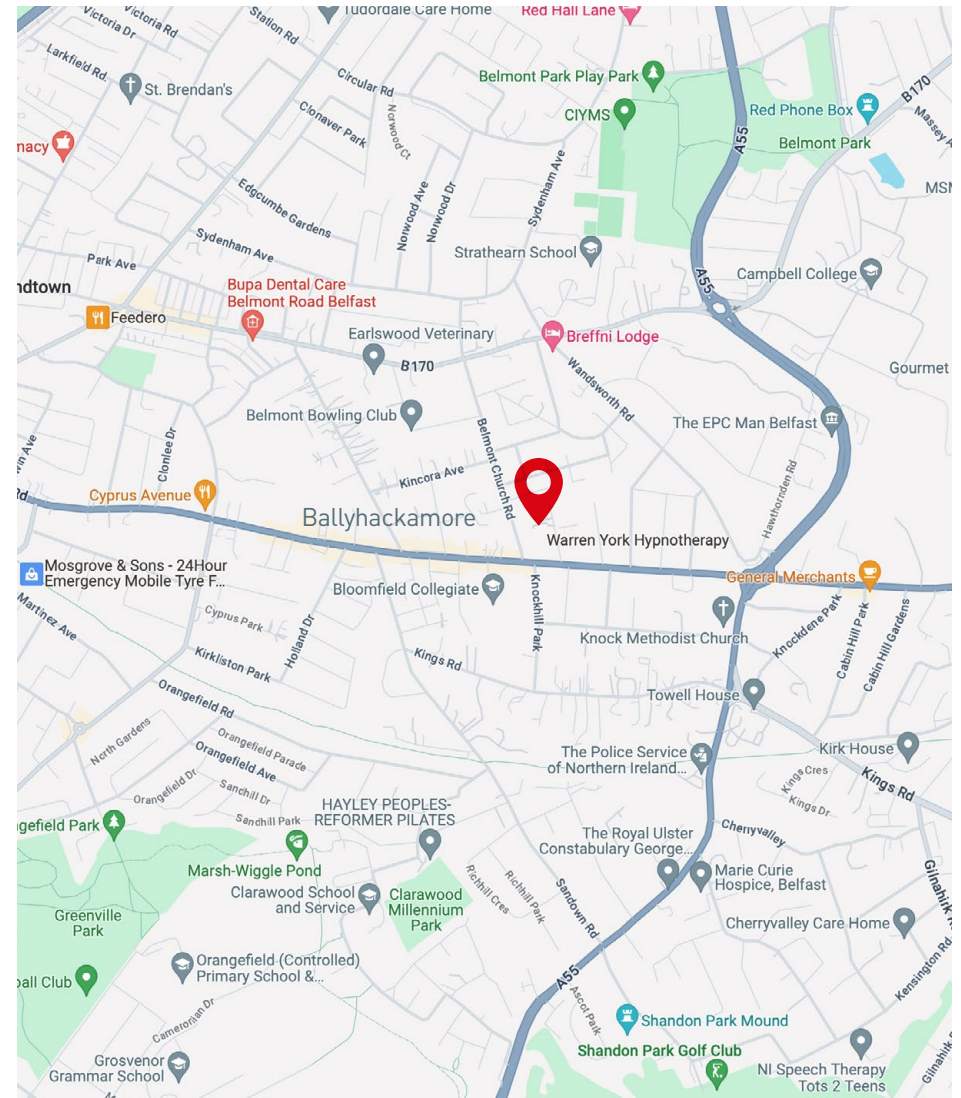 Tudordale Care Home
Red Hall Lane
Victoria Rd
Victoria Dr
Station Rd
Larkfield Rd
St. Brendan's
Circular Rd
Belmont Park Play Park
CIYMS
Red Phone Box
B170
Massey A
A55
Belmont Park
Clonaver Park
Norwood Ct
macy
MSM
Edgcumbe Gardens
Norwood Ave
Norwood Dr
Sydenham Ave
Sydenham Ave
Strathearn School
Park Ave
Campbell College
A55
ndtown
Bupa Dental Care
Belmont Road Belfast
Feedero
Earlswood Veterinary
Breffni Lodge
B170
Gourmet
Wandsworth Rd
Belmont Bowling Club
The EPC Man Belfast
Belmont Church Rd
Clonlee Dr
in Ave
Kincora Ave
Hawthornden Rd
Rd
Cyprus Avenue
Ballyhackamore
Warren York Hypnotherapy
Mosgrove & Sons - 24Hour
Emergency Mobile Tyre F...
General Merchants
Bloomfield Collegiate
Knockhill Park
Martinez Ave
Cyprus Park
Holland Dr
Knock Methodist Church
Knockdene Park
Cabin Hill Park
Cabin Hill Gardens
Kirkliston Park
Kings Rd
Towell House
Orangefield Rd
North Gardens
Orangefield Parade
Orangefield Ave
The Police Service
of Northern Ireland...
Kirk House
Orangefield Dr
Sanchill Dr
Kings Cres
Kings Dr
Kings Rd
HAYLEY PEOPLES-
REFORMER PILATES
Sandhill Park
ngefield Park
The Royal Ulster
Constabulary George...
Cherryvalley
Marsh-Wiggle Pond
Marie Curie
Hospice, Belfast
Gilnahirk R
Clarawood School
and Service
Clarawood
Millennium
Park
Richhill Cres
Richhill Park
Sandown Rd
Greenville
Park
Cherryvalley Care Home
Orangefield (Controlled)
Primary School &...
ball Club
A55
Kensington Rd
Ascot Park
Cameronian Dr
Shandon Park Mound
Shandon Park Golf Club
Grosvenor
Grammar School
NI Speech Therapy
Tots 2 Teens
Gilnahirk R